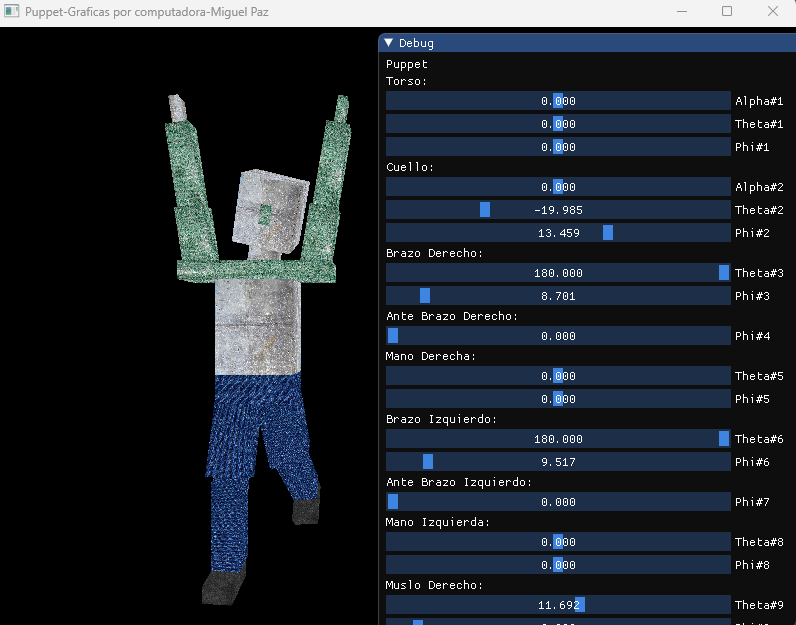 Puppet-Graficas por computadora-Miguel Paz
Debug
Puppet
Torso:
0.000 Alpha#1
0.000 Theta#1
0.000 Phi#1
Cuello:
0.000 Alpha#2
-19.985 Theta#2
13.459 Phi#2
Brazo Derecho:
180.000 Theta#3
8.701 Phi#3
Ante Brazo Derecho:
0.000 Phi#4
Mano Derecha:
0.000 Theta#5
0.000 Phi#5
Brazo Izquierdo:
180.000 Theta#6
9.517 Phi#6
Ante Brazo Izquierdo:
0.000 Phi#7
Mano Izquierda:
0.000 Theta#8
0.000 Phi#8
Muslo Derecho:
11.692 Theta#9